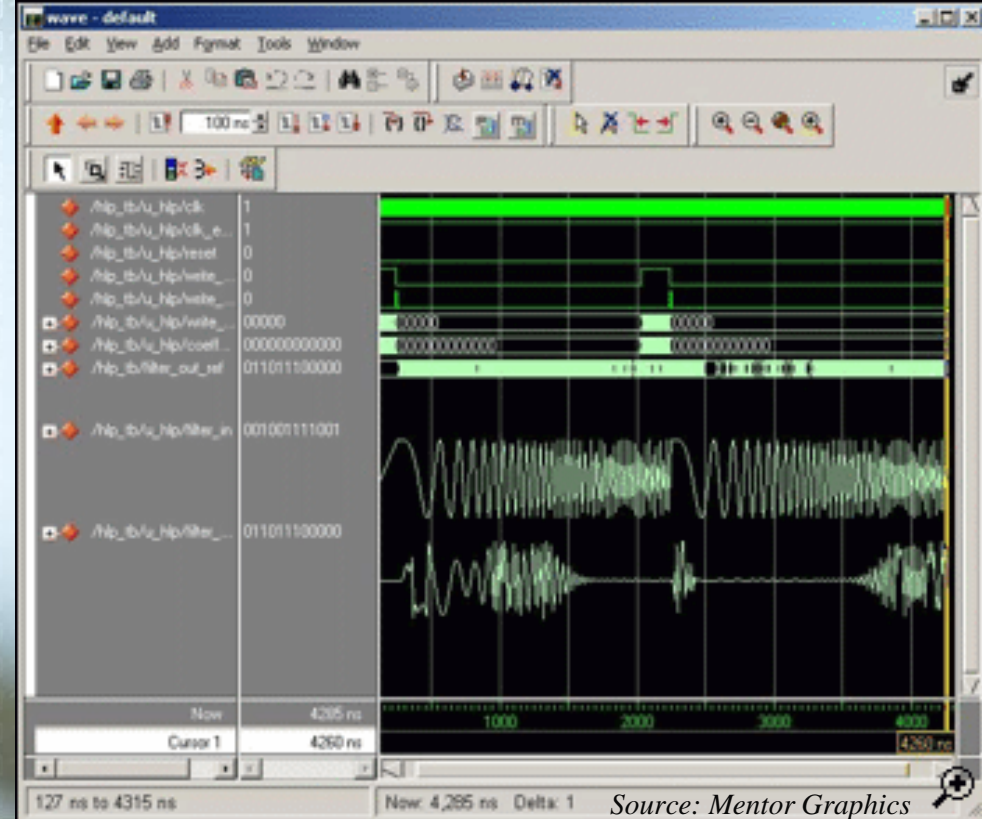 wave - default
File Edit View Add Format Tools Window
100 ns
/hlp_tb/u_hlp/clk 1
/hlp_tb/u_hlp/clk_e... 1
/hlp_tb/u_hlp/reset 0
/hlp_tb/u_hlp/write_... 0
/hlp_tb/u_hlp/write_... 0
/hlp_tb/u_hlp/write_... 00000 00000 00000
/hlp_tb/u_hlp/coeff... 000000000000 000000000000 000000000000
/hlp_tb/filter_out_ref 011011100000
/hlp_tb/u_hlp/filter_in 001001111001
/hlp_tb/u_hlp/filter_... 011011100000
Now 4285 ns
1000 2000 3000 4000
Cursor 1 4260 ns 4260 ns
127 ns to 4315 ns Now: 4,285 ns Delta: 1 Source: Mentor Graphics